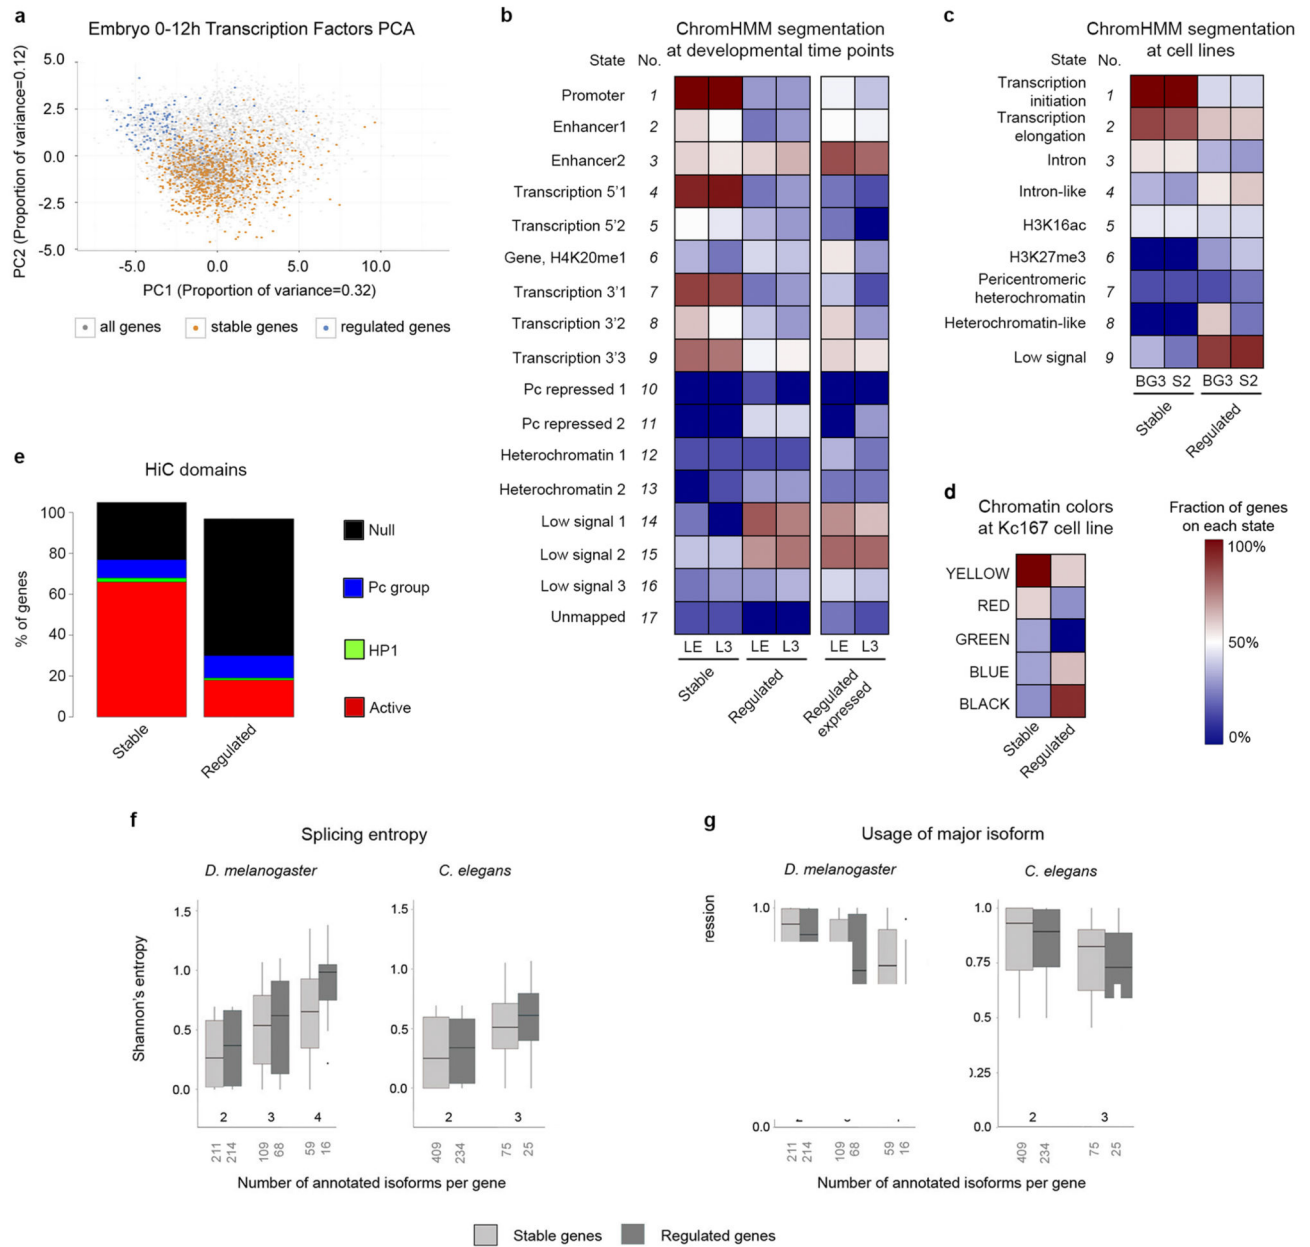 a
Embryo 0-12h Transcription Factors PCA
PC2 (Proportion of variance=0.12)
5.0
2.5
0.0
-2.5
-5.0
-5.0 0.0 5.0 10.0
PC1 (Proportion of variance=0.32)
all genes stable genes regulated genes
b
ChromHMM segmentation
at developmental time points
State No.
Promoter 1
Enhancer1 2
Enhancer2 3
Transcription 5'1 4
Transcription 5'2 5
Gene, H4K20me1 6
Transcription 3'1 7
Transcription 3'2 8
Transcription 3'3 9
Pc repressed 1 10
Pc repressed 2 11
Heterochromatin 1 12
Heterochromatin 2 13
Low signal 1 14
Low signal 2 15
Low signal 3 16
Unmapped 17
LE L3 LE L3 LE L3
Stable
Regulated
Regulated
expressed
c
ChromHMM segmentation
at cell lines
State No.
Transcription
initiation 1
Transcription
elongation 2
Intron 3
Intron-like 4
H3K16ac 5
H3K27me3 6
Pericentromeric
heterochromatin 7
Heterochromatin-like 8
Low signal 9
BG3 S2 BG3 S2
Stable
Regulated
d
Chromatin colors
at Kc167 cell line
YELLOW
RED
GREEN
BLUE
BLACK
Stable
Regulated
Fraction of genes
on each state
100%
50%
0%
e
HiC domains
% of genes
100
80
60
40
20
0
Stable
Regulated
Null
Pc group
HP1
Active
f
Splicing entropy
D. melanogaster
C. elegans
Shannon's entropy
1.5
1.0
0.5
0.0
2 3 4
211 214 109 68 59 16
1.5
1.0
0.5
0.0
2 3
409 234 75 25
Number of annotated isoforms per gene
g
Usage of major isoform
D. melanogaster
C. elegans
ression
1.0
0.0
211 214 109 68 59 16
1.0
0.75
0.5
0.25
0.0
2 3
409 234 75 25
Number of annotated isoforms per gene
Stable genes Regulated genes